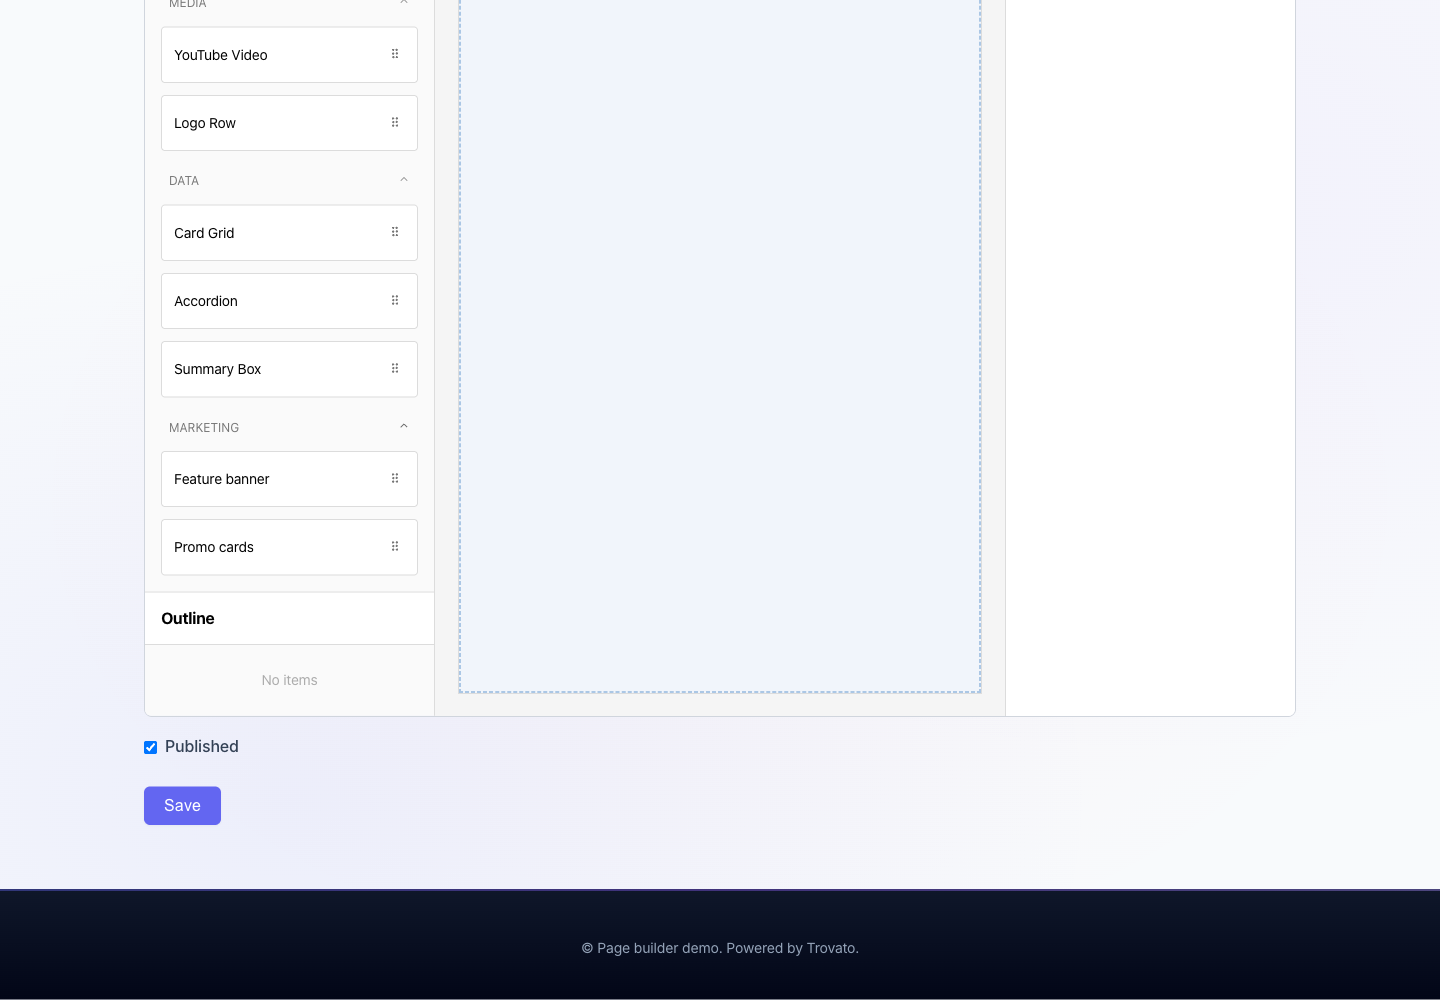 MEDIA
YouTube Video
Logo Row
DATA
Card Grid
Accordion
Summary Box
MARKETING
Feature banner
Promo cards
Outline
No items
Published
Save
© Page builder demo. Powered by Trovato.